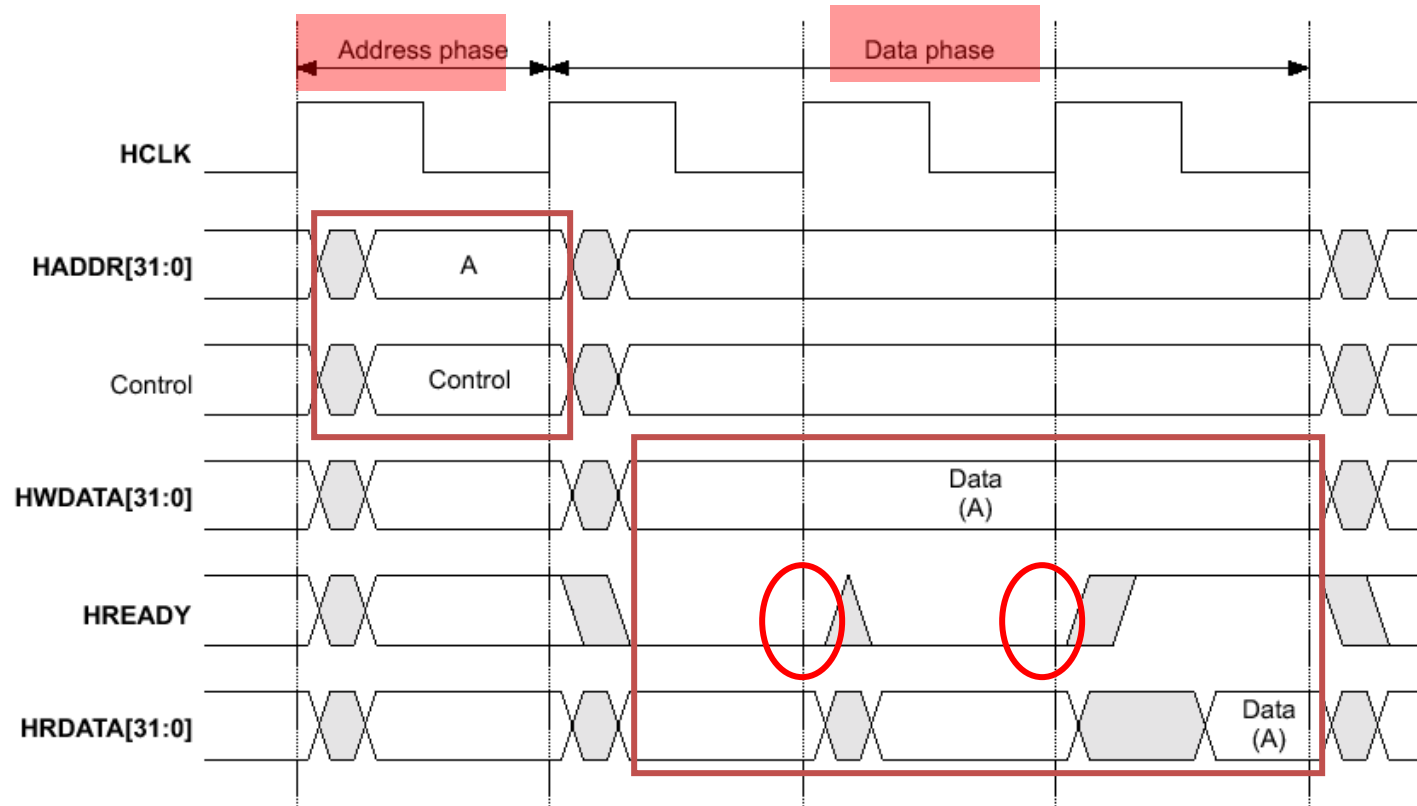 Address phase
Data phase
HCLK
HADDR[31:0]
A
Control
Control
HWDATA[31:0]
Data
(A)
HREADY
HRDATA[31:0]
Data
(A)